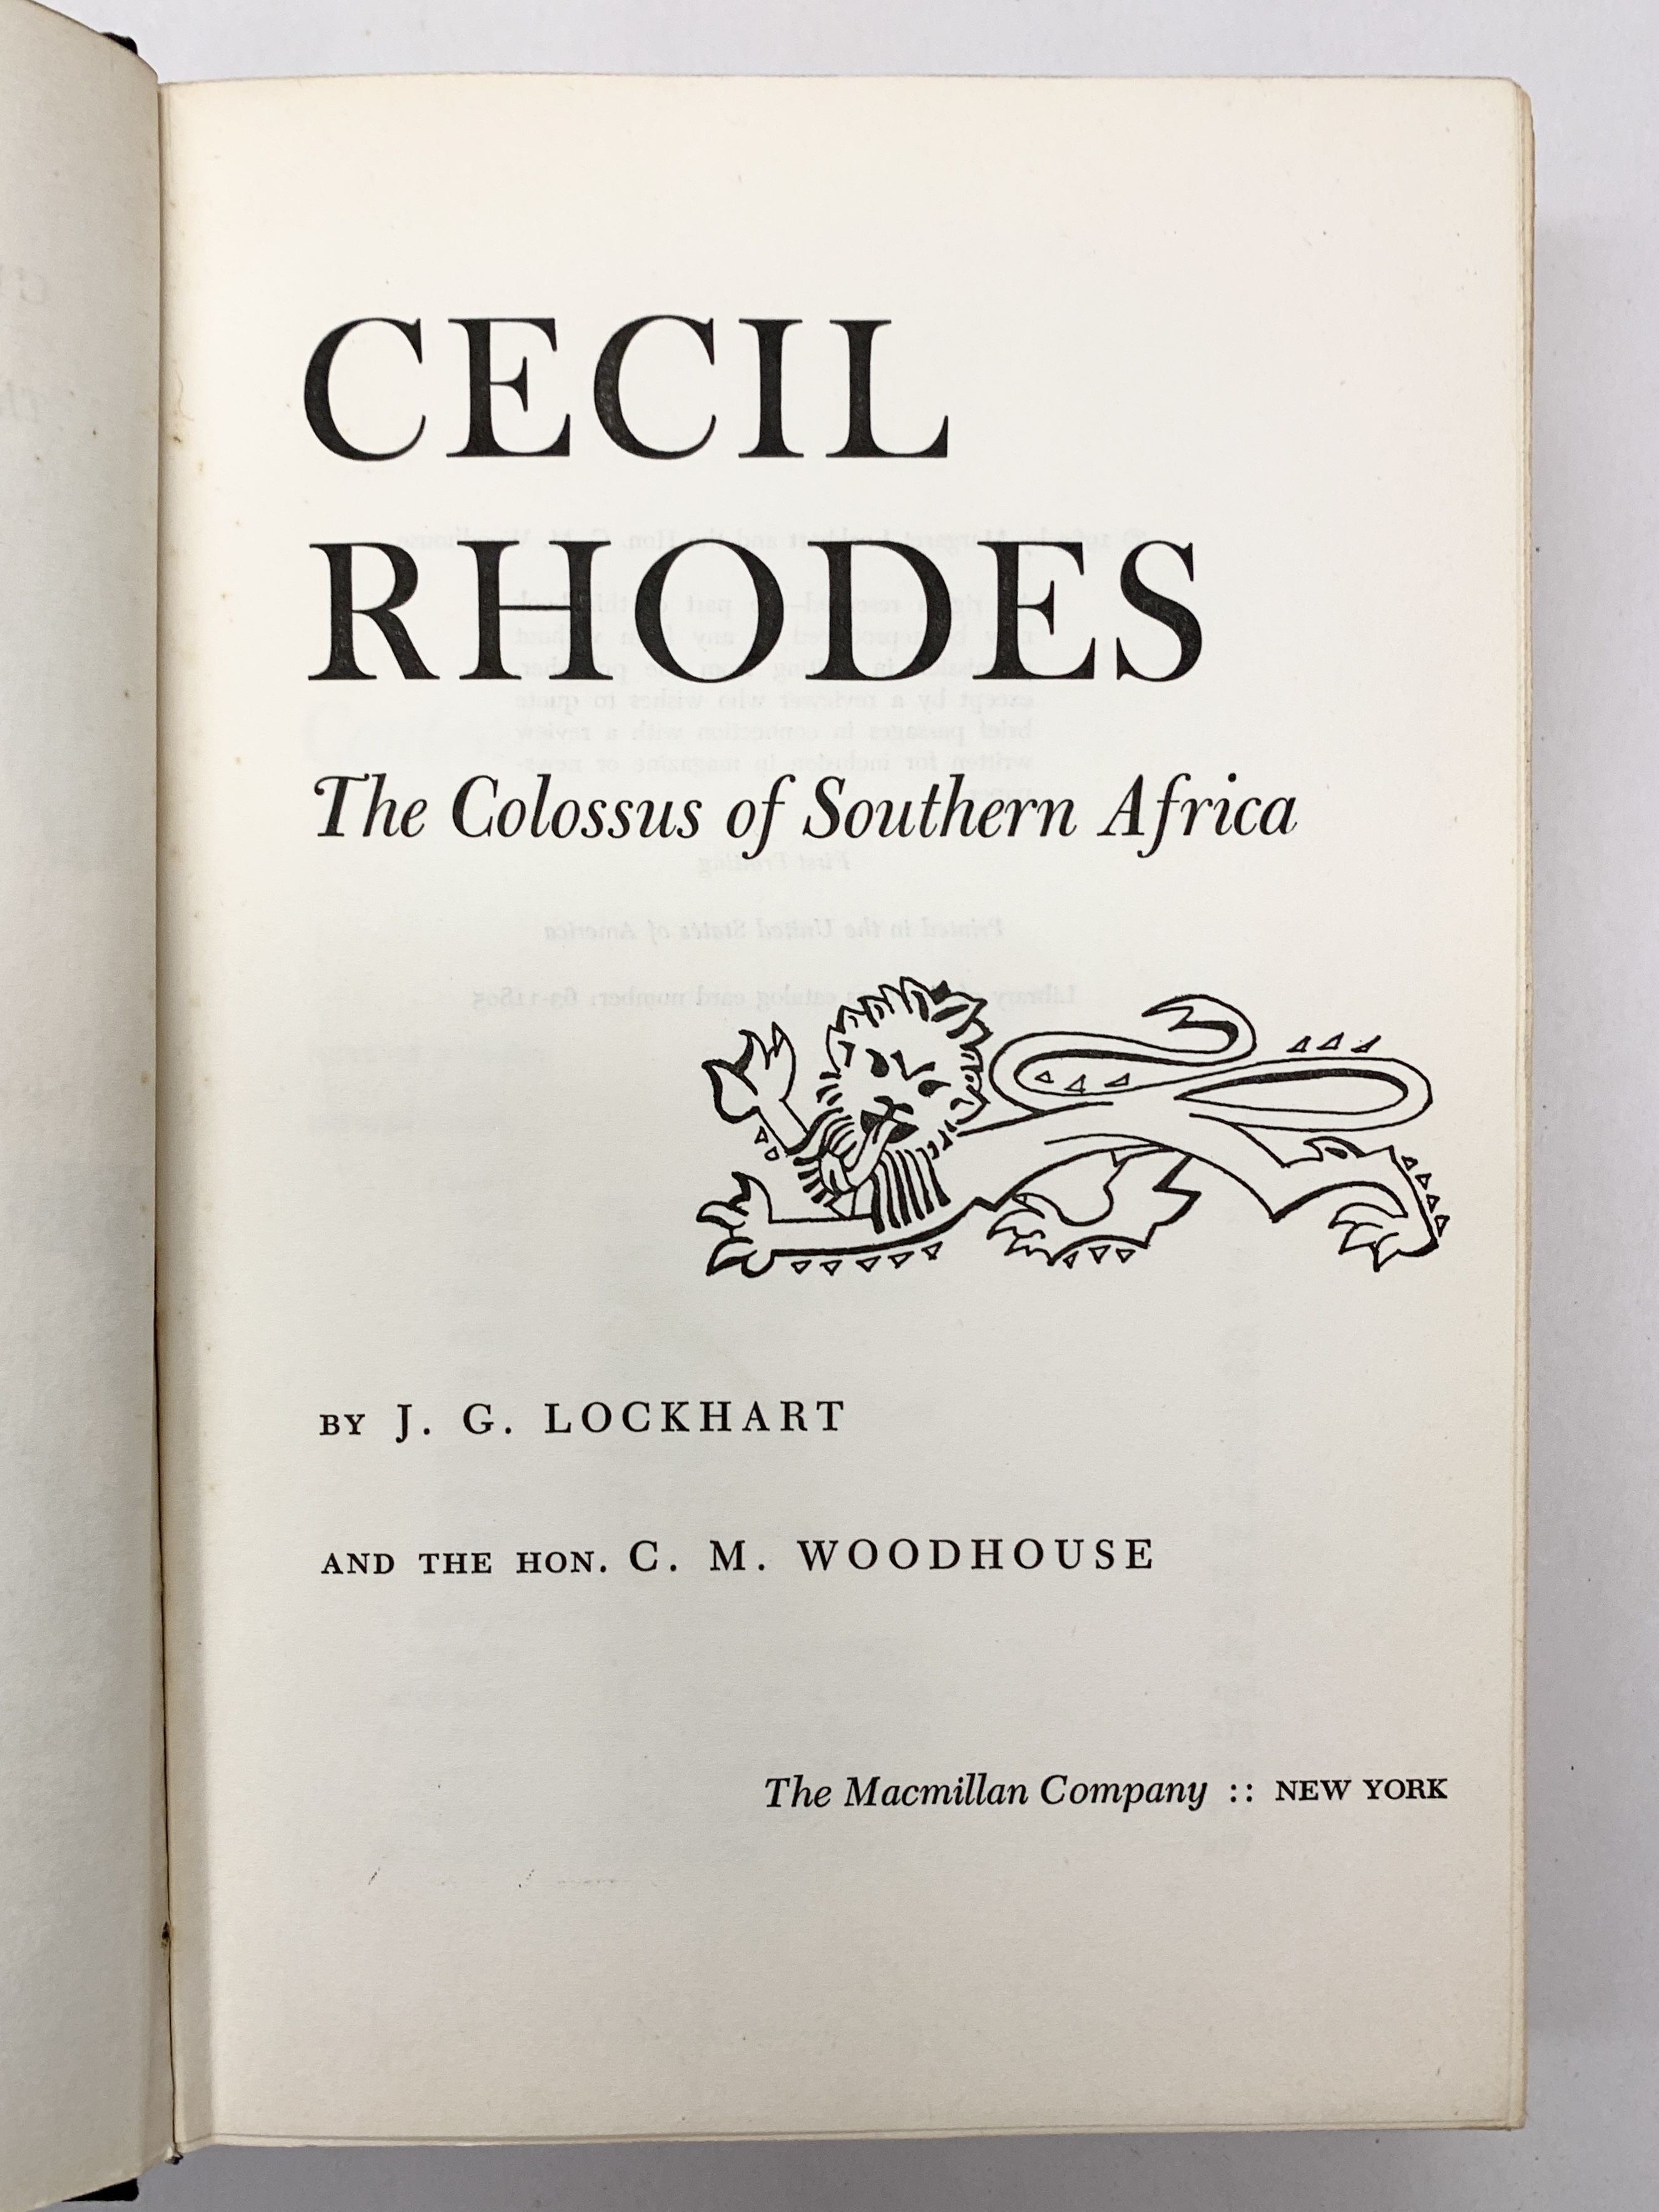 CECIL
RHODES
The Colossus of Southern Africa
BY J. G. LOCKHART
AND THE HON. C. M. WOODHOUSE
The Macmillan Company :: NEW YORK